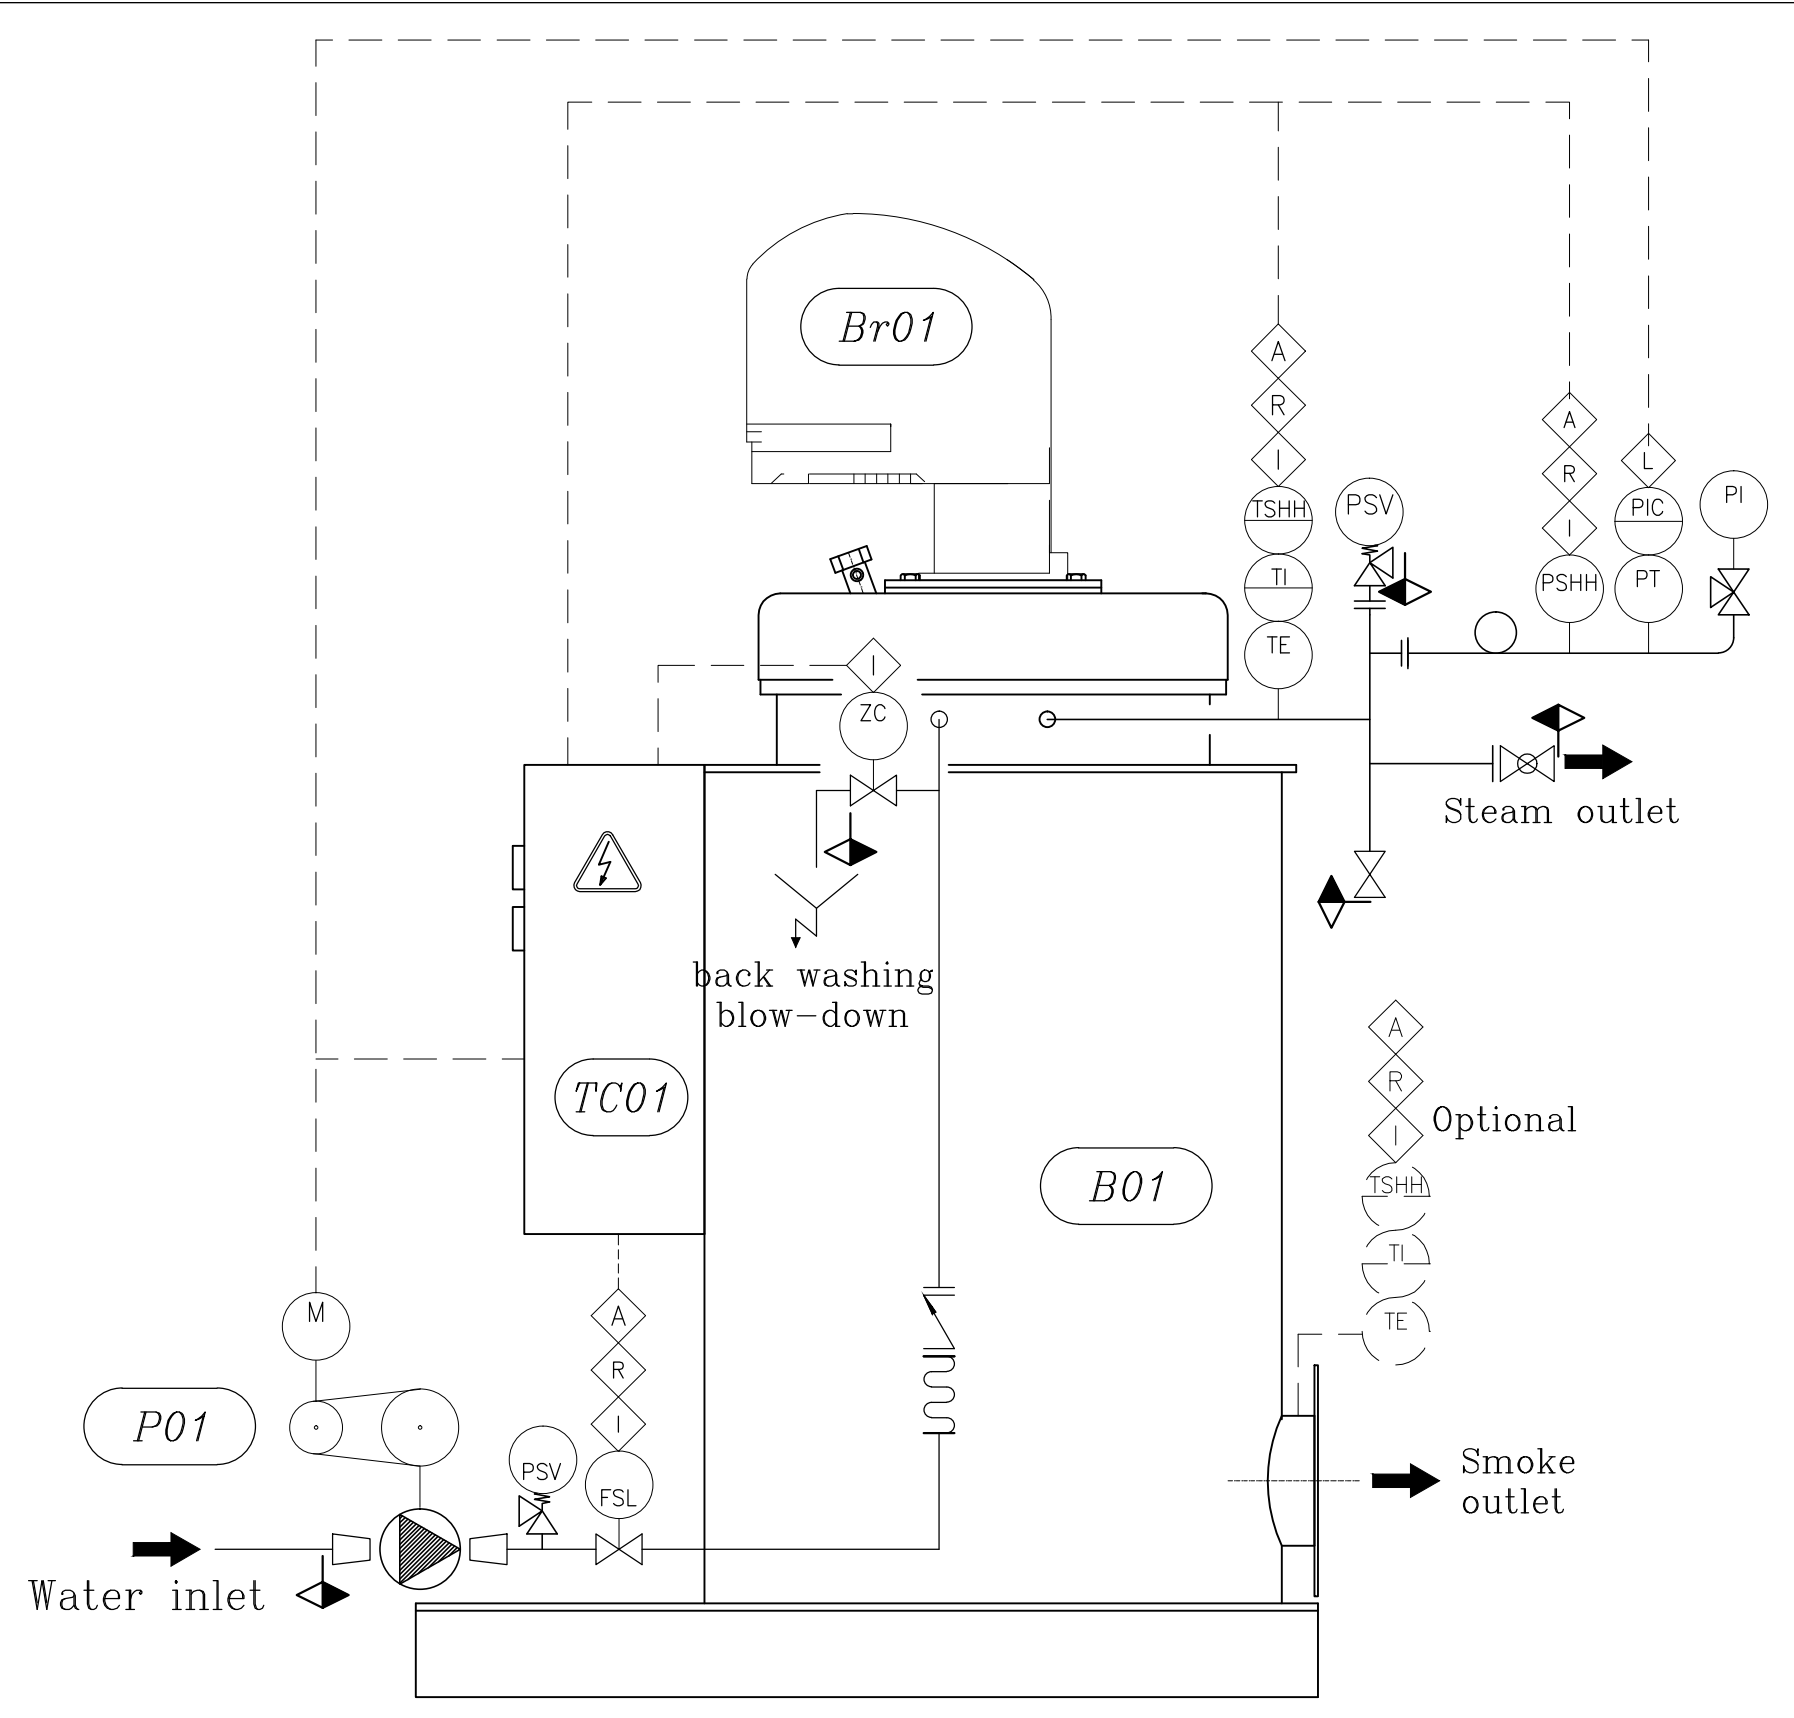 Br01
A
R
I
TSHH
TI
TE
PSV
A
R
I
PSHH
L
PIC
PT
PI
I
ZC
Steam outlet
back washing
blow-down
TC01
B01
A
R
I
Optional
TSHH
TI
TE
M
P01
A
R
I
PSV
FSL
Smoke
outlet
Water inlet